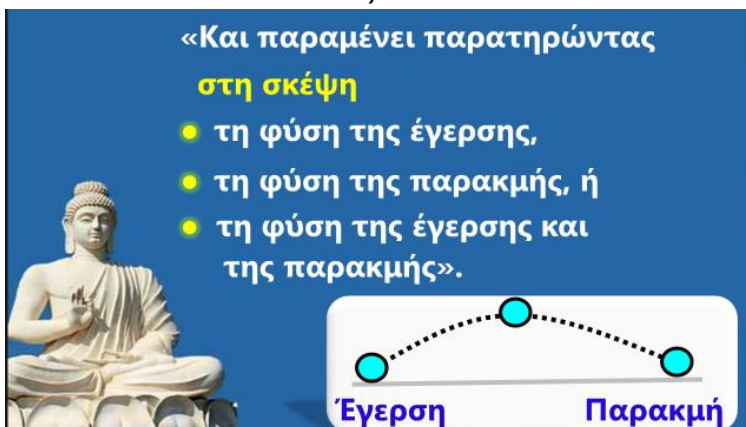 «Και παραμένει παρατηρώντας
στη σκέψη
• τη φύση της έγερσης,
• τη φύση της παρακμής, ή
• τη φύση της έγερσης και
της παρακμής».
Έγερση Παρακμή